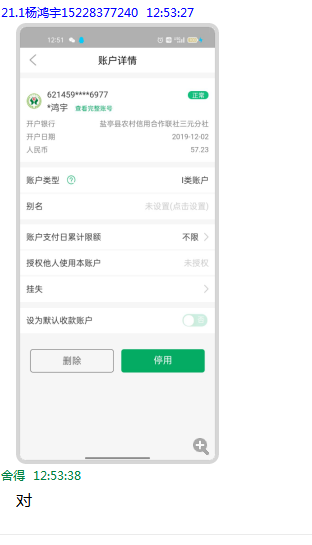 21.1杨鸿宇15228377240 12:53:27
12:51
账户详情
621459****6977
正常
*鸿宇 查看完整账号
开户银行 盐亭县农村信用合作联社三元分社
开户日期 2019-12-02
人民币 57.23
账户类型 ? I类账户
别名 未设置(点击设置)
账户支付日累计限额 不限
授权他人使用本账户 未授权
挂失
设为默认收款账户
删除 停用
舍得 12:53:38
对